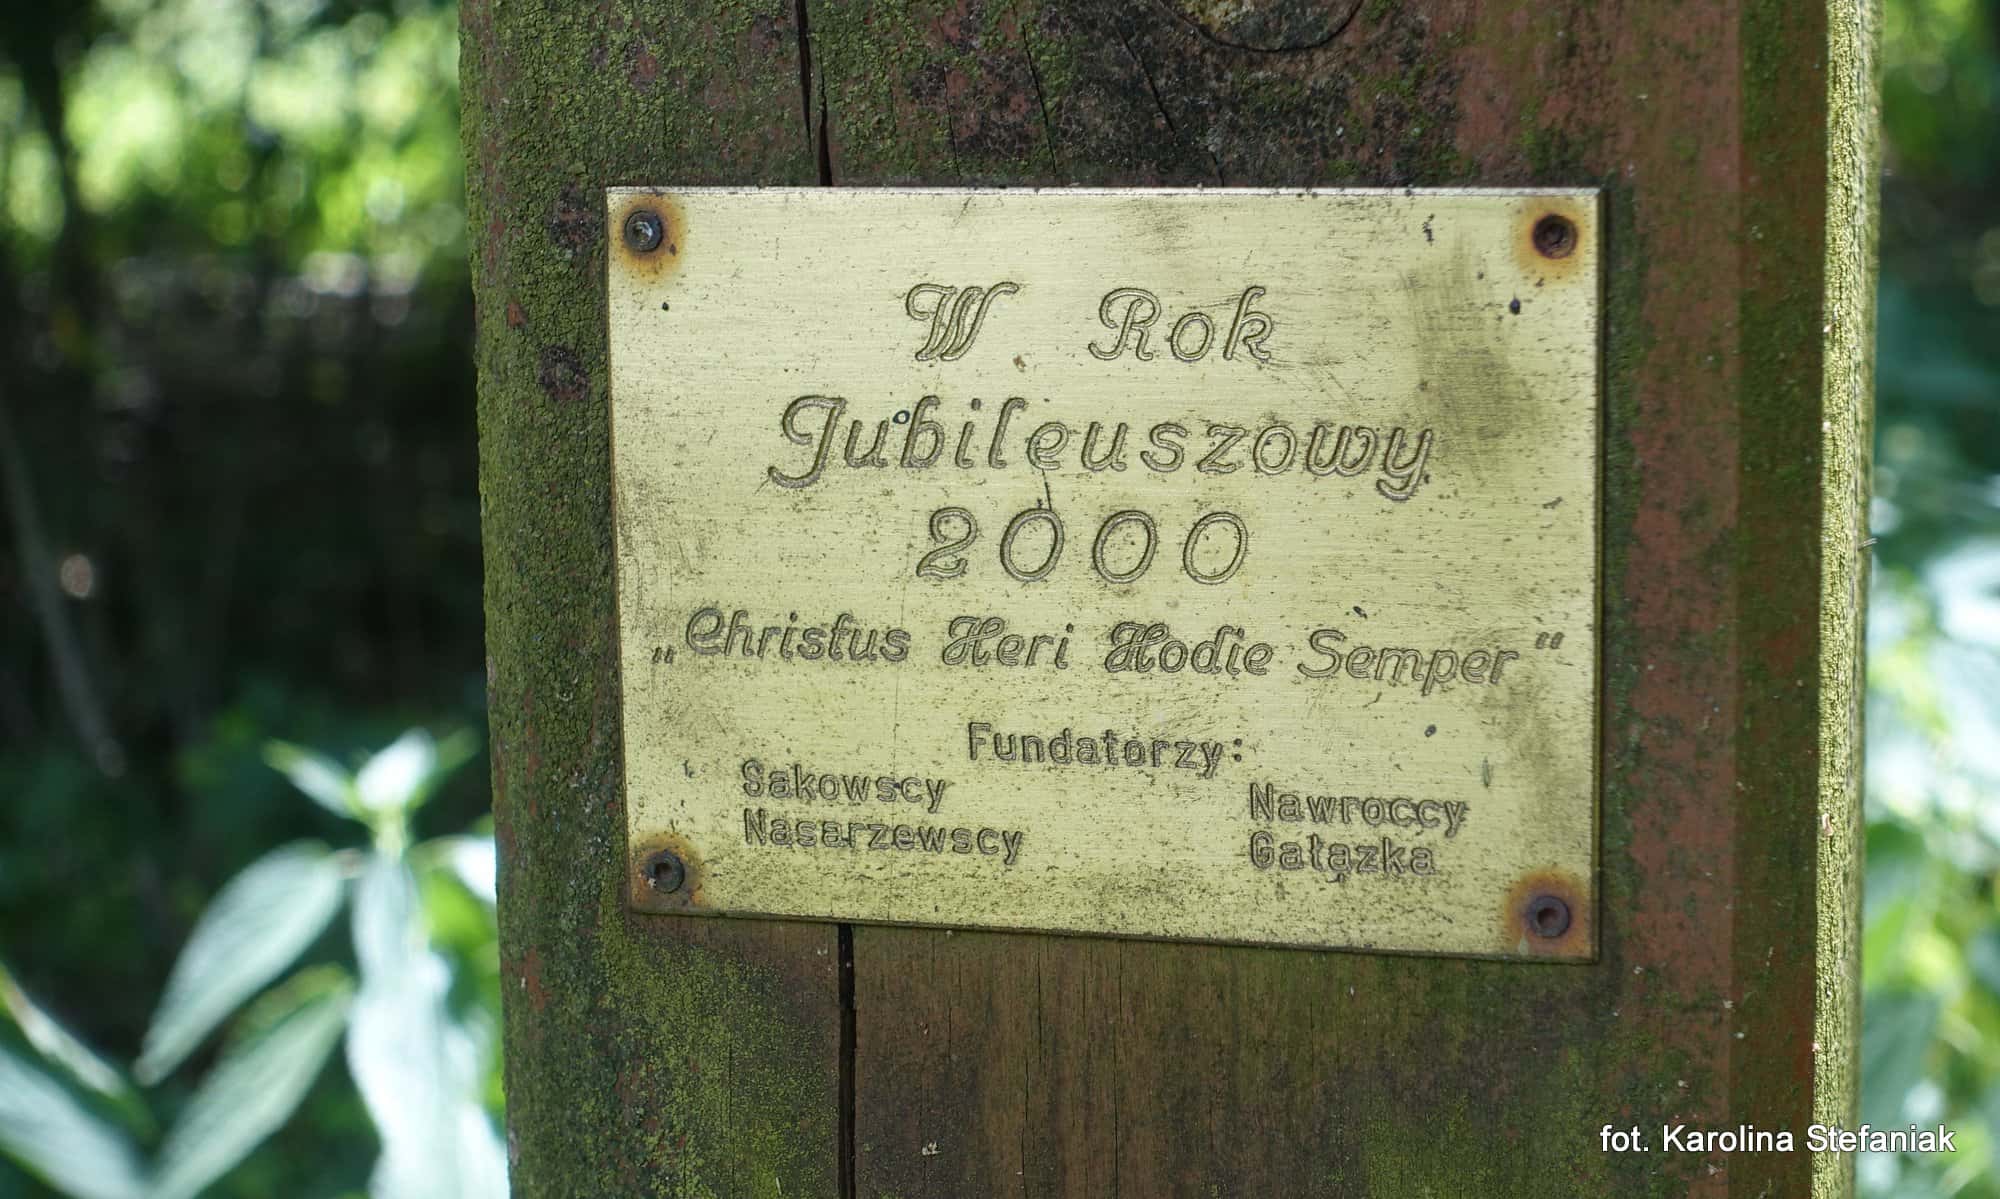 W Rok
Jubileuszowy
2000
„Christus Heri Hodie Semper"
Fundatorzy:
Sakowscy Nawroccy
Nasarzewscy Gałązka
fot. Karolina Stefaniak